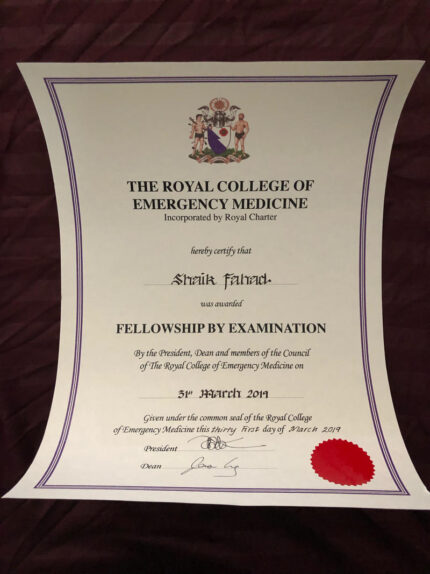 THE ROYAL COLLEGE OF
EMERGENCY MEDICINE
Incorporated by Royal Charter
hereby certify that
Shaik Fahad.
was awarded
FELLOWSHIP BY EXAMINATION
By the President, Dean and members of the Council
of The Royal College of Emergency Medicine on
31st March 2019
Given under the common seal of the Royal College
of Emergency Medicine this thirty First day of March 2019
President
Dean